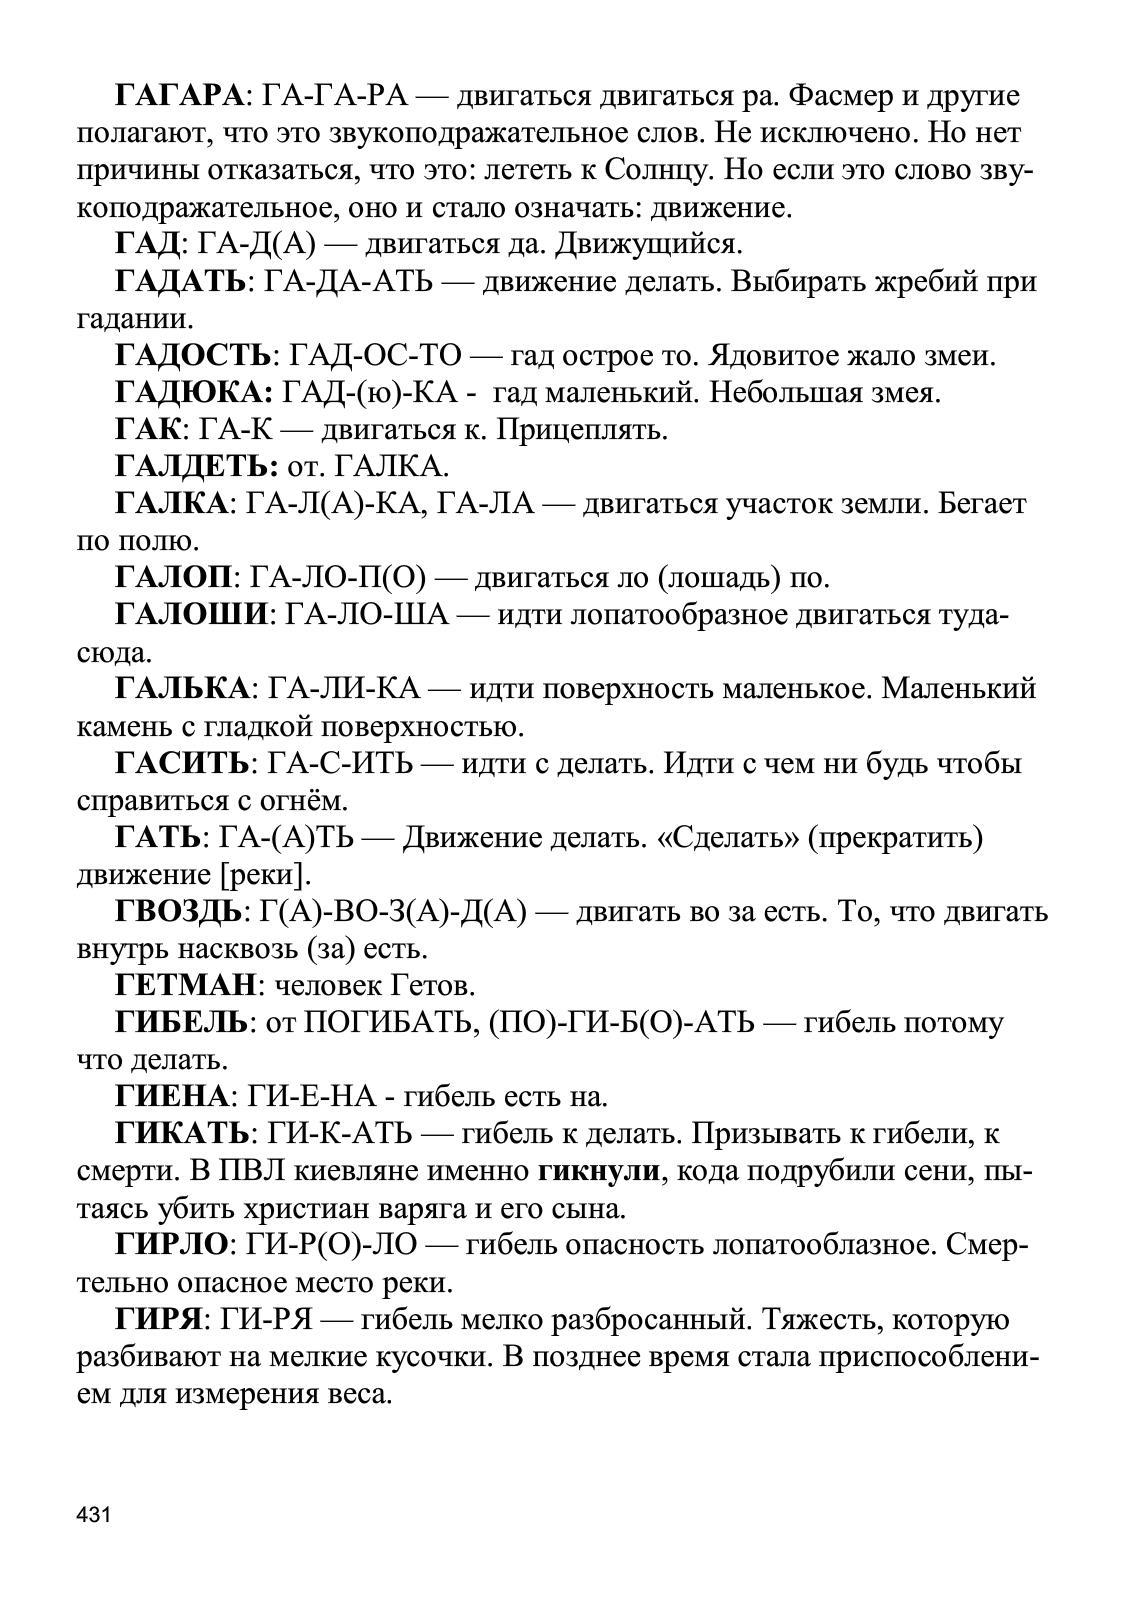 ГАГАРА: ГА-ГА-РА — двигаться двигаться ра. Фасмер и другие
полагают, что это звукоподражательное слов. Не исключено. Но нет
причины отказаться, что это: лететь к Солнцу. Но если это слово зву-
коподражательное, оно и стало означать: движение.
ГАД: ГА-Д(А) — двигаться да. Движущийся.
ГАДАТЬ: ГА-ДА-АТЬ — движение делать. Выбирать жребий при
гадании.
ГАДОСТЬ: ГАД-ОС-ТО — гад острое то. Ядовитое жало змеи.
ГАДЮКА: ГАД-(ю)-КА - гад маленький. Небольшая змея.
ГАК: ГА-К — двигаться к. Прицеплять.
ГАЛДЕТЬ: от. ГАЛКА.
ГАЛКА: ГА-Л(А)-КА, ГА-ЛА — двигаться участок земли. Бегает
по полю.
ГАЛОП: ГА-ЛО-П(О) — двигаться ло (лошадь) по.
ГАЛОШИ: ГА-ЛО-ША — идти лопатообразное двигаться туда-
сюда.
ГАЛЬКА: ГА-ЛИ-КА — идти поверхность маленькое. Маленький
камень с гладкой поверхностью.
ГАСИТЬ: ГА-С-ИТЬ — идти с делать. Идти с чем ни будь чтобы
справиться с огнём.
ГАТЬ: ГА-(А)ТЬ — Движение делать. «Сделать» (прекратить)
движение [реки].
ГВОЗДЬ: Г(А)-ВО-З(А)-Д(А) — двигать во за есть. То, что двигать
внутрь насквозь (за) есть.
ГЕТМАН: человек Гетов.
ГИБЕЛЬ: от ПОГИБАТЬ, (ПО)-ГИ-Б(О)-АТЬ — гибель потому
что делать.
ГИЕНА: ГИ-Е-НА - гибель есть на.
ГИКАТЬ: ГИ-К-АТЬ — гибель к делать. Призывать к гибели, к
смерти. В ПВЛ киевляне именно гикнули, кода подрубили сени, пы-
таясь убить христиан варяга и его сына.
ГИРЛО: ГИ-Р(О)-ЛО — гибель опасность лопатооблазное. Смер-
тельно опасное место реки.
ГИРЯ: ГИ-РЯ — гибель мелко разбросанный. Тяжесть, которую
разбивают на мелкие кусочки. В позднее время стала приспособлени-
ем для измерения веса.
431